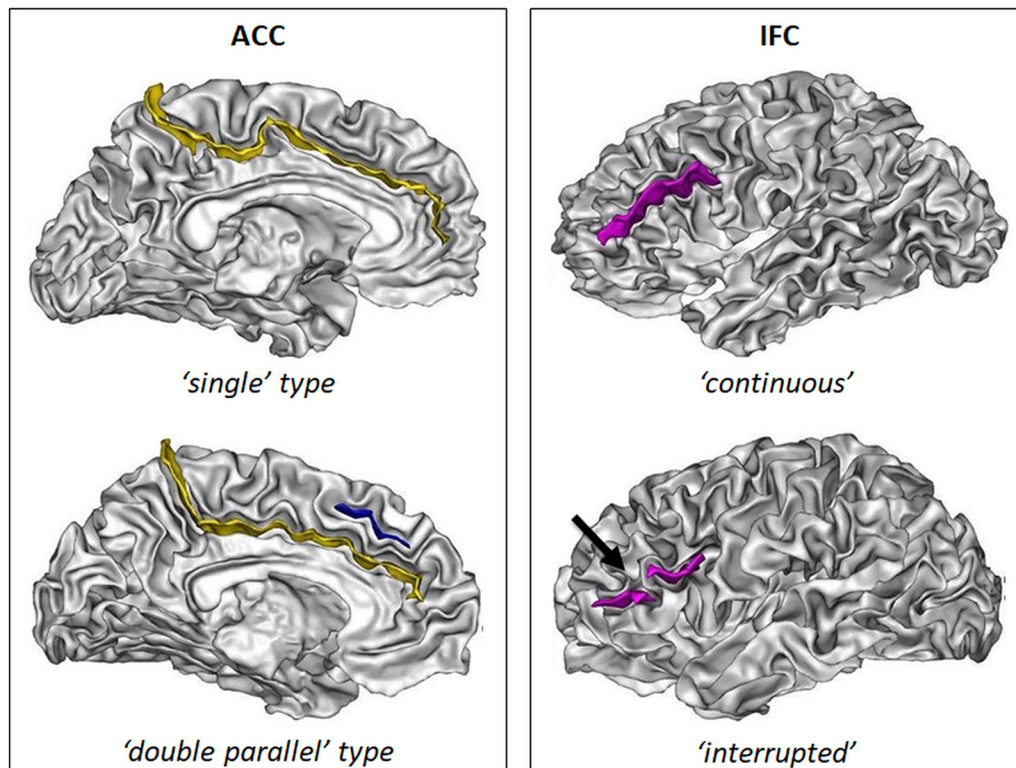 ACC
‘single’ type
‘double parallel’ type
IFC
‘continuous’
‘interrupted’